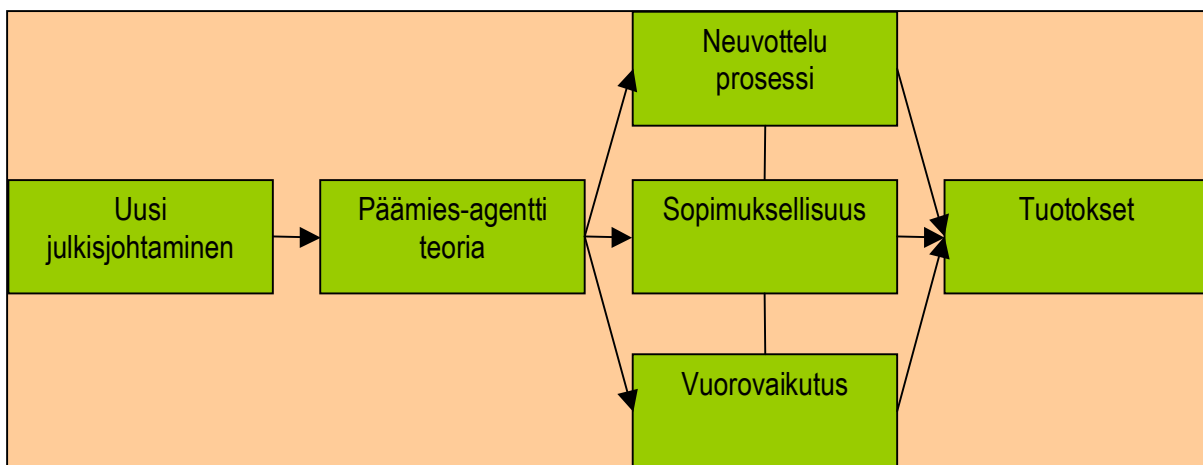 Uusi
julkisjohtaminen
Päämies-agentti
teoria
Neuvottelu
prosessi
Sopimuksellisuus
Vuorovaikutus
Tuotokset